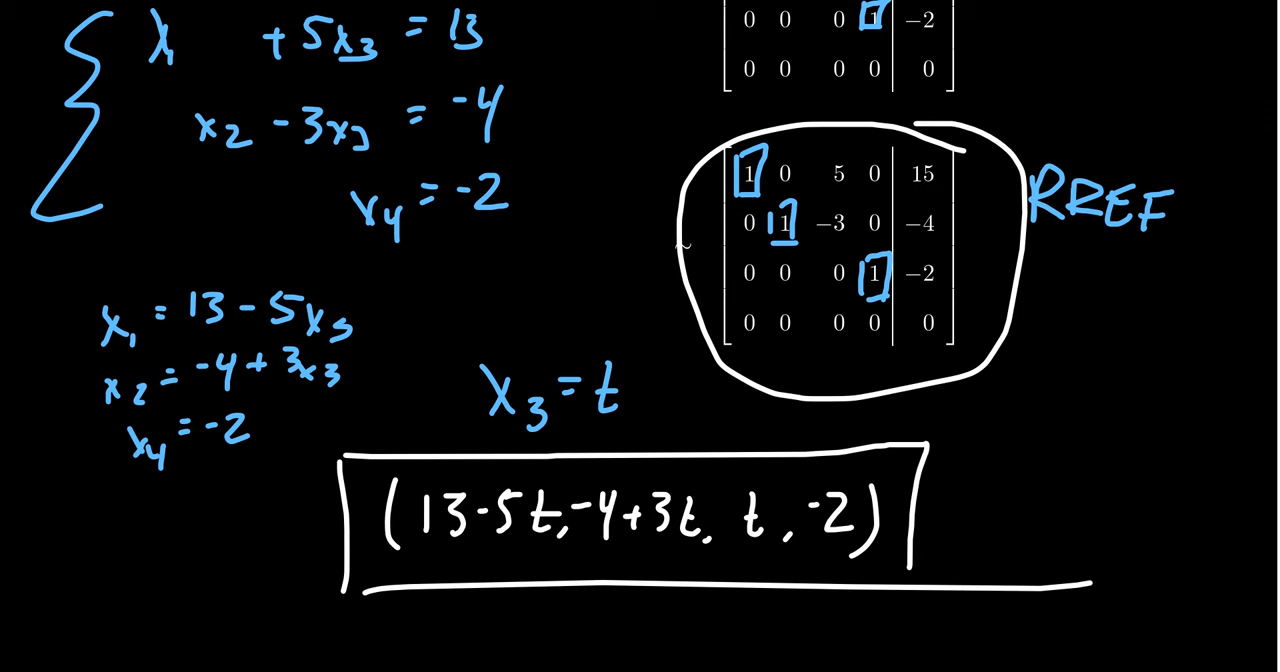 x₁ + 5x₃ = 13
x₂ - 3x₃ = -4
x₄ = -2
0 0 0 1 | -2
0 0 0 0 | 0
~
1 0 5 0 | 15
0 1 -3 0 | -4
0 0 0 1 | -2
0 0 0 0 | 0
RREF
x₁ = 13 - 5x₃
x₂ = -4 + 3x₃
x₄ = -2
x₃ = t
(13-5t, -4+3t, t, -2)